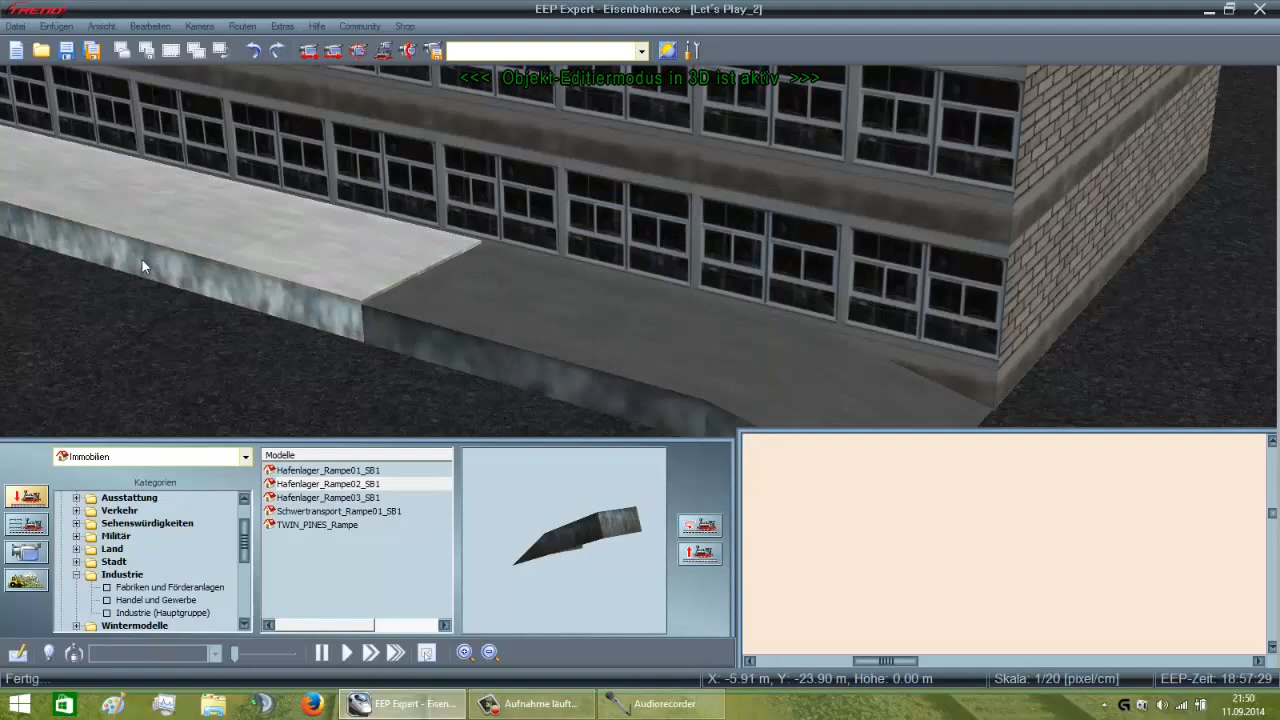 TREND
EEP Expert - Eisenbahn.exe - [Let's Play_2]
Datei Einfügen Ansicht Bearbeiten Kamera Routen Extras Hilfe Community Shop
<<< Objekt-Editiermodus in 3D ist aktiv >>>
Immobilien
Kategorien
Ausstattung
Verkehr
Sehenswürdigkeiten
Militär
Land
Stadt
Industrie
Fabriken und Förderanlagen
Handel und Gewerbe
Industrie (Hauptgruppe)
Wintermodelle
Modelle
Hafenlager_Rampe01_SB1
Hafenlager_Rampe02_SB1
Hafenlager_Rampe03_SB1
Schwertransport_Rampe01_SB1
TWIN_PINES_Rampe
Fertig...
X: -5.91 m, Y: -23.90 m, Höhe: 0.00 m
Skala: 1/20 [pixel/cm]
EEP-Zeit: 18:57:29
EEP Expert - Eisen...
Aufnahme läuft...
Audiorecorder
21:50
11.09.2014